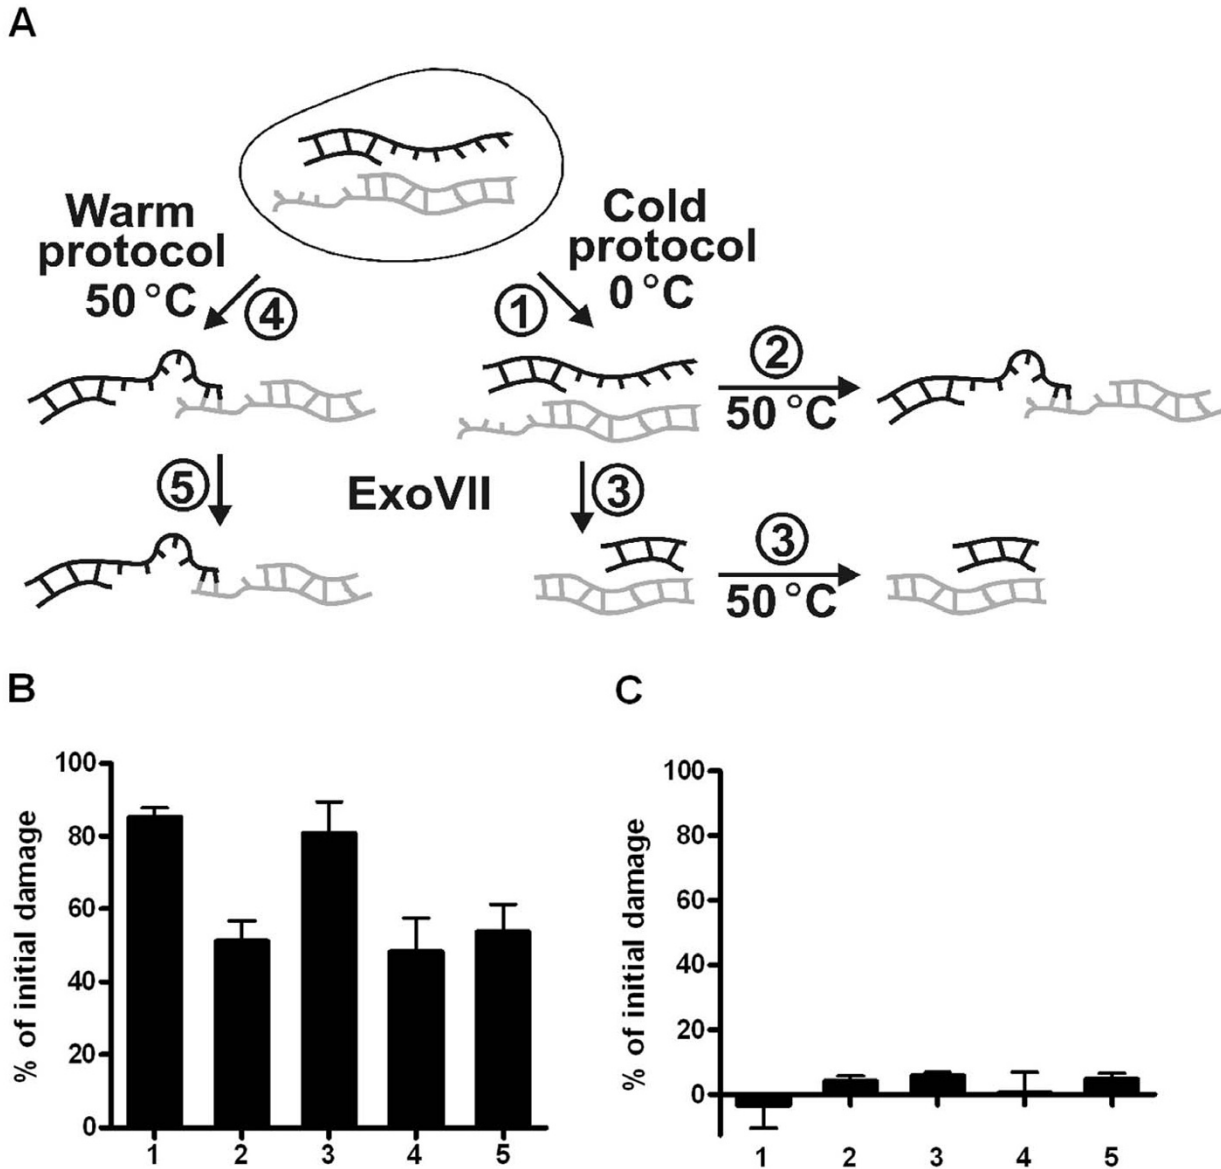 A
Warm
protocol
50 °C
Cold
protocol
0 °C
④
①
②
50 °C
⑤
ExoVII
③
③
50 °C
B
C
% of initial damage
100
80
60
40
20
0
1 2 3 4 5
% of initial damage
100
80
60
40
20
0
1 2 3 4 5